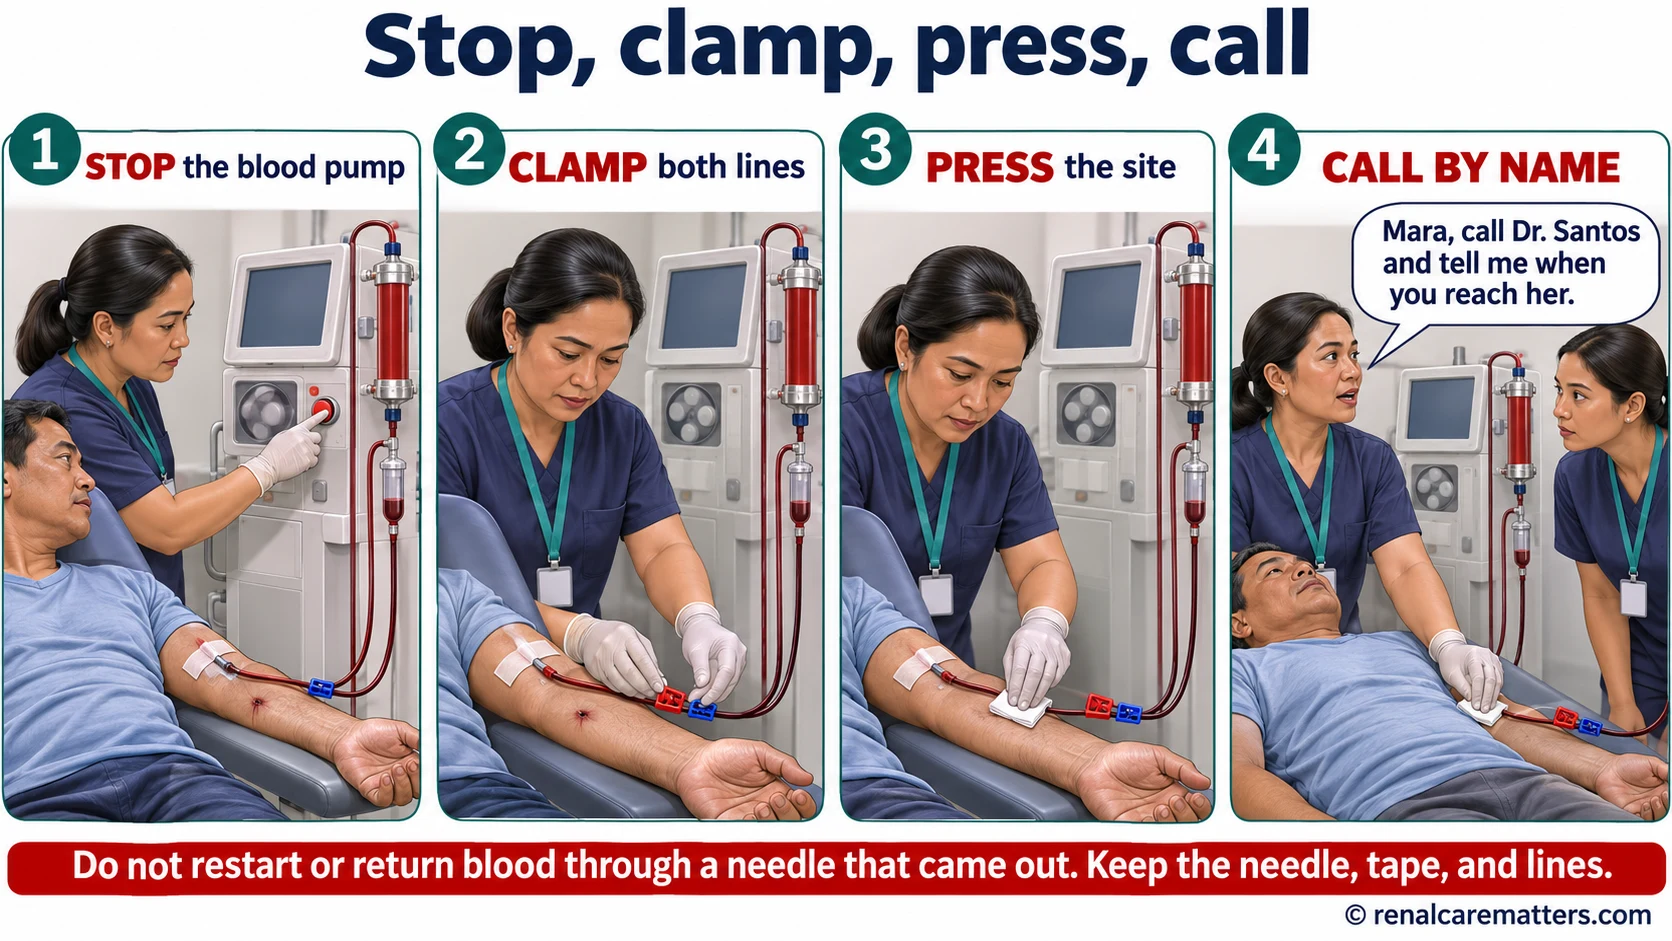 Stop, clamp, press, call
1 STOP the blood pump
2 CLAMP both lines
3 PRESS the site
4 CALL BY NAME
Mara, call Dr. Santos
and tell me when
you reach her.
Do not restart or return blood through a needle that came out. Keep the needle, tape, and lines.
© renalcarematters.com